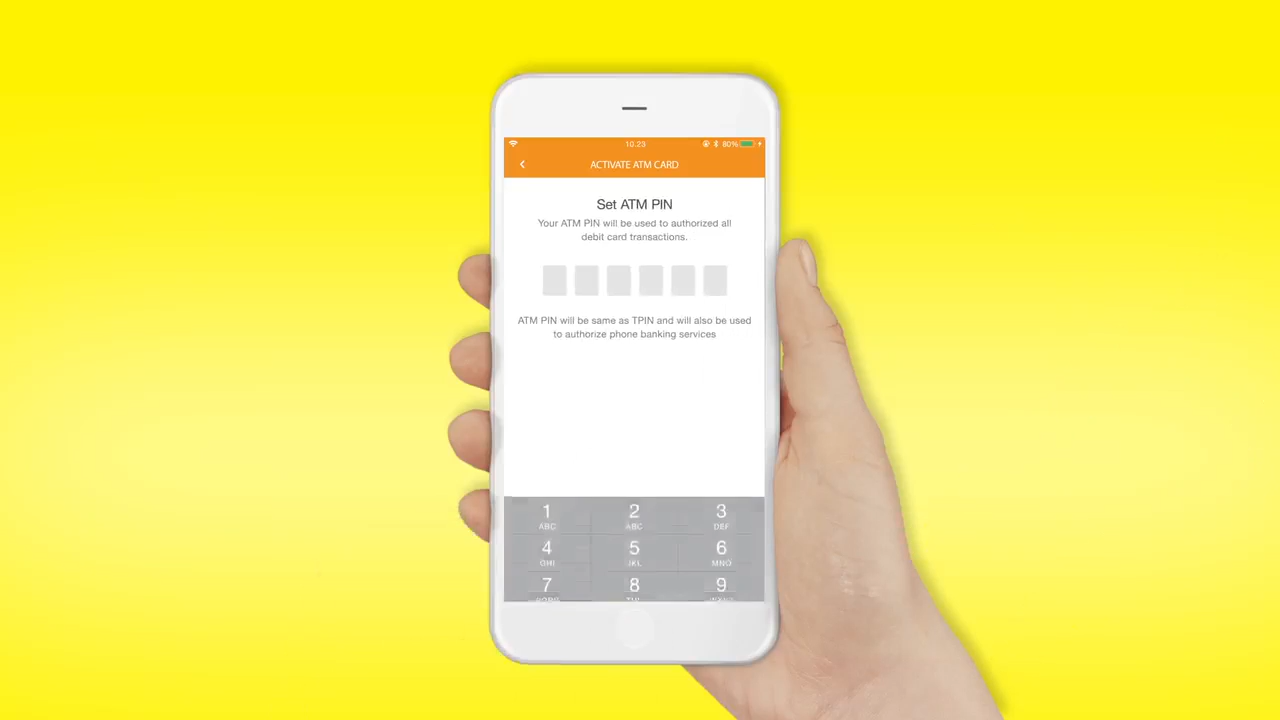 10.23 80%
ACTIVATE ATM CARD
Set ATM PIN
Your ATM PIN will be used to authorized all
debit card transactions.
ATM PIN will be same as TPIN and will also be used
to authorize phone banking services
1 2 3
ABC ABC DEF
4 5 6
GHI JKL MNO
7 8 9